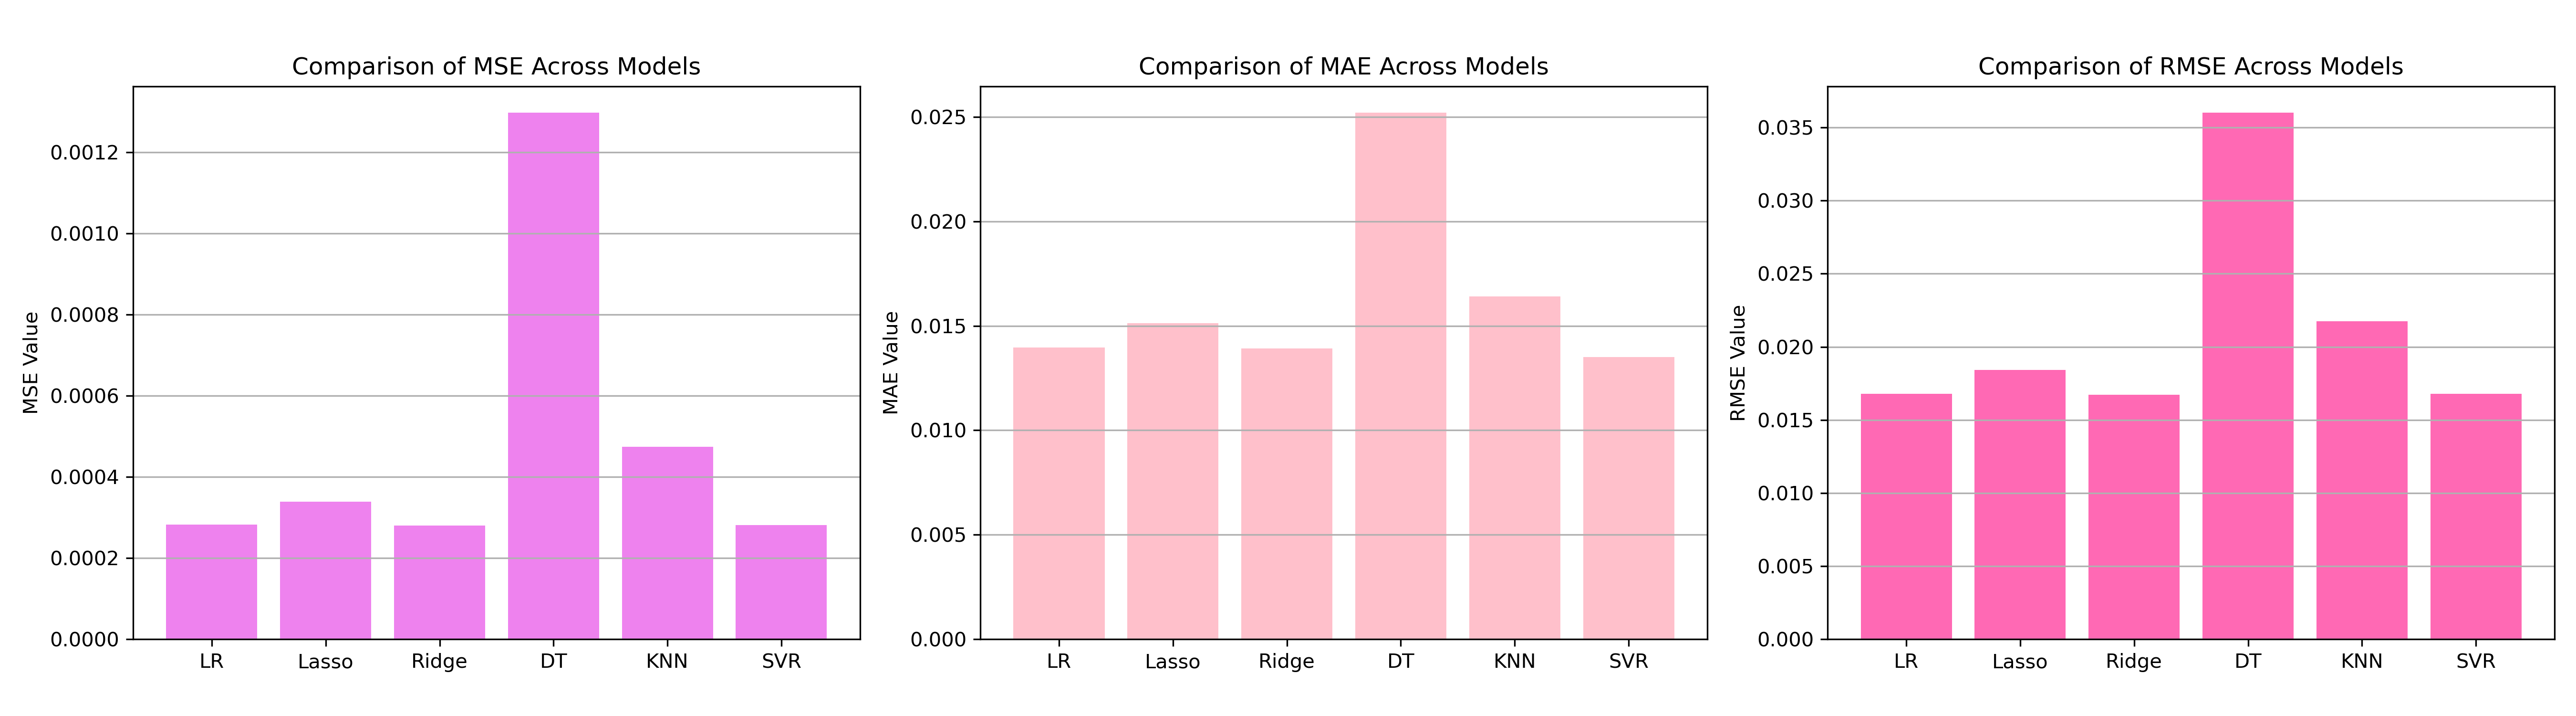 Comparison of MSE Across Models
MSE Value
0.0012
0.0010
0.0008
0.0006
0.0004
0.0002
0.0000
LR Lasso Ridge DT KNN SVR
Comparison of MAE Across Models
MAE Value
0.025
0.020
0.015
0.010
0.005
0.000
LR Lasso Ridge DT KNN SVR
Comparison of RMSE Across Models
RMSE Value
0.035
0.030
0.025
0.020
0.015
0.010
0.005
0.000
LR Lasso Ridge DT KNN SVR